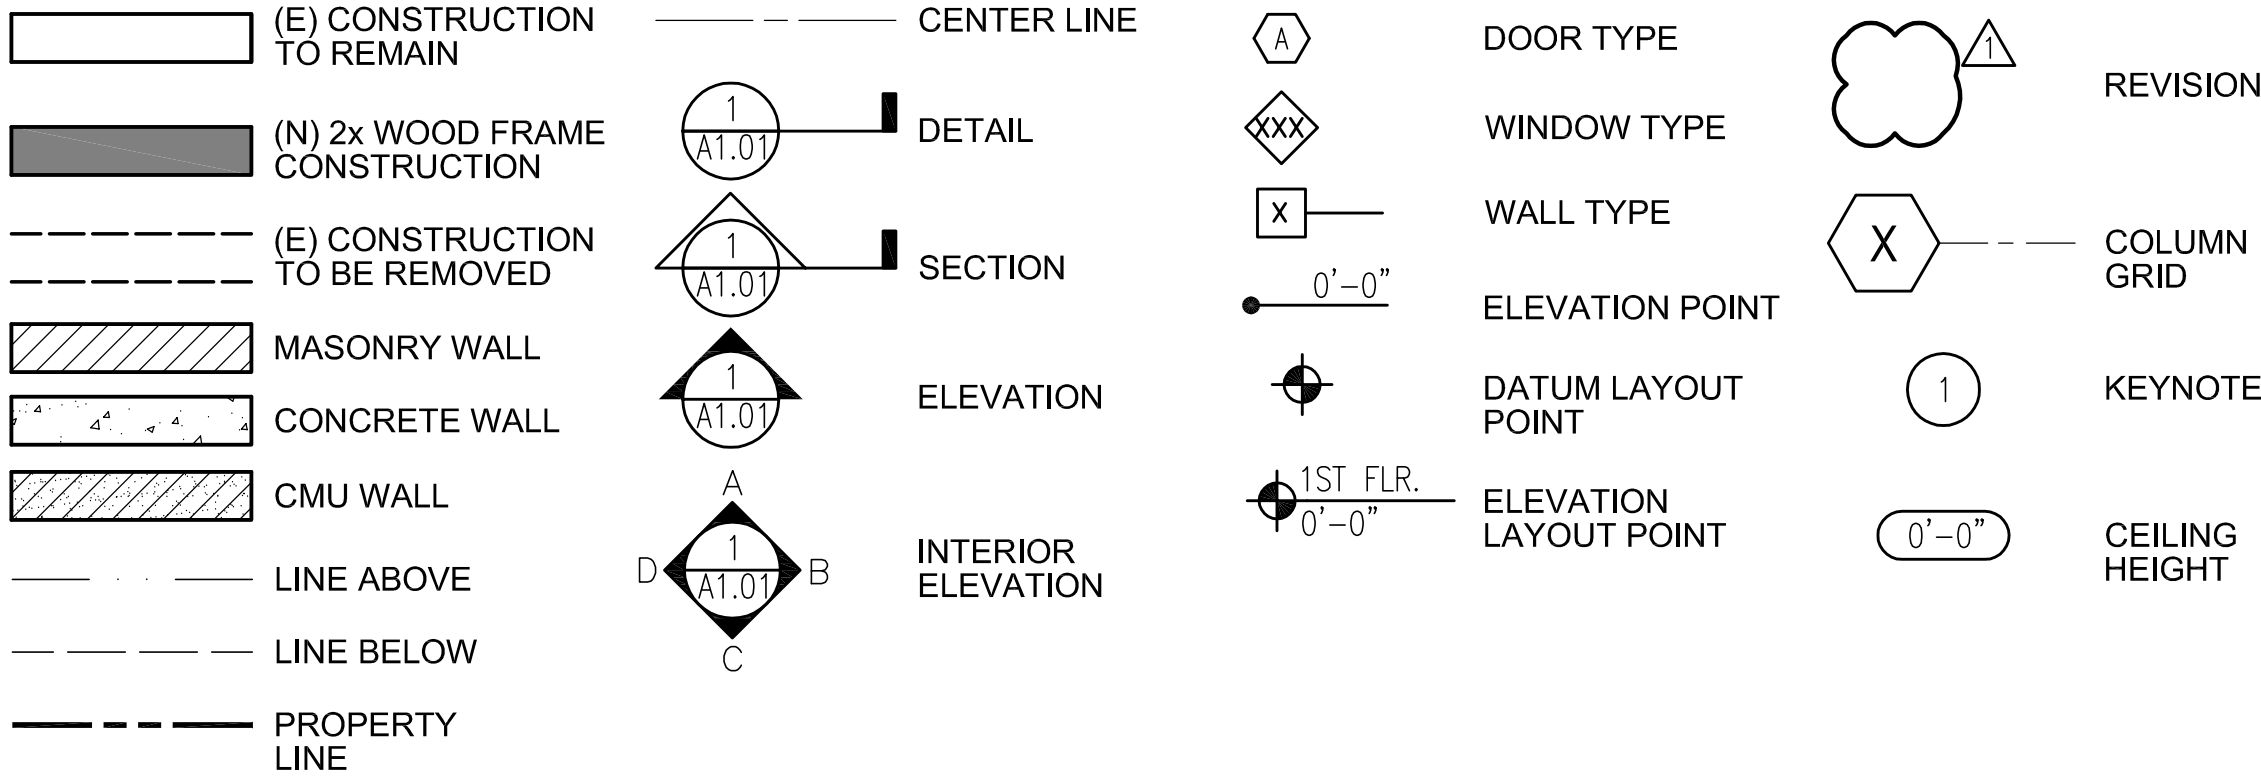 (E) CONSTRUCTION
TO REMAIN
(N) 2x WOOD FRAME
CONSTRUCTION
(E) CONSTRUCTION
TO BE REMOVED
MASONRY WALL
CONCRETE WALL
CMU WALL
LINE ABOVE
LINE BELOW
PROPERTY
LINE
CENTER LINE
1
A1.01
DETAIL
1
A1.01
SECTION
1
A1.01
ELEVATION
A
D
1
A1.01
B
C
INTERIOR
ELEVATION
A
DOOR TYPE
XXX
WINDOW TYPE
X
WALL TYPE
0'-0"
ELEVATION POINT
DATUM LAYOUT
POINT
1ST FLR.
0'-0"
ELEVATION
LAYOUT POINT
1
REVISION
X
COLUMN
GRID
1
KEYNOTE
0'-0"
CEILING
HEIGHT